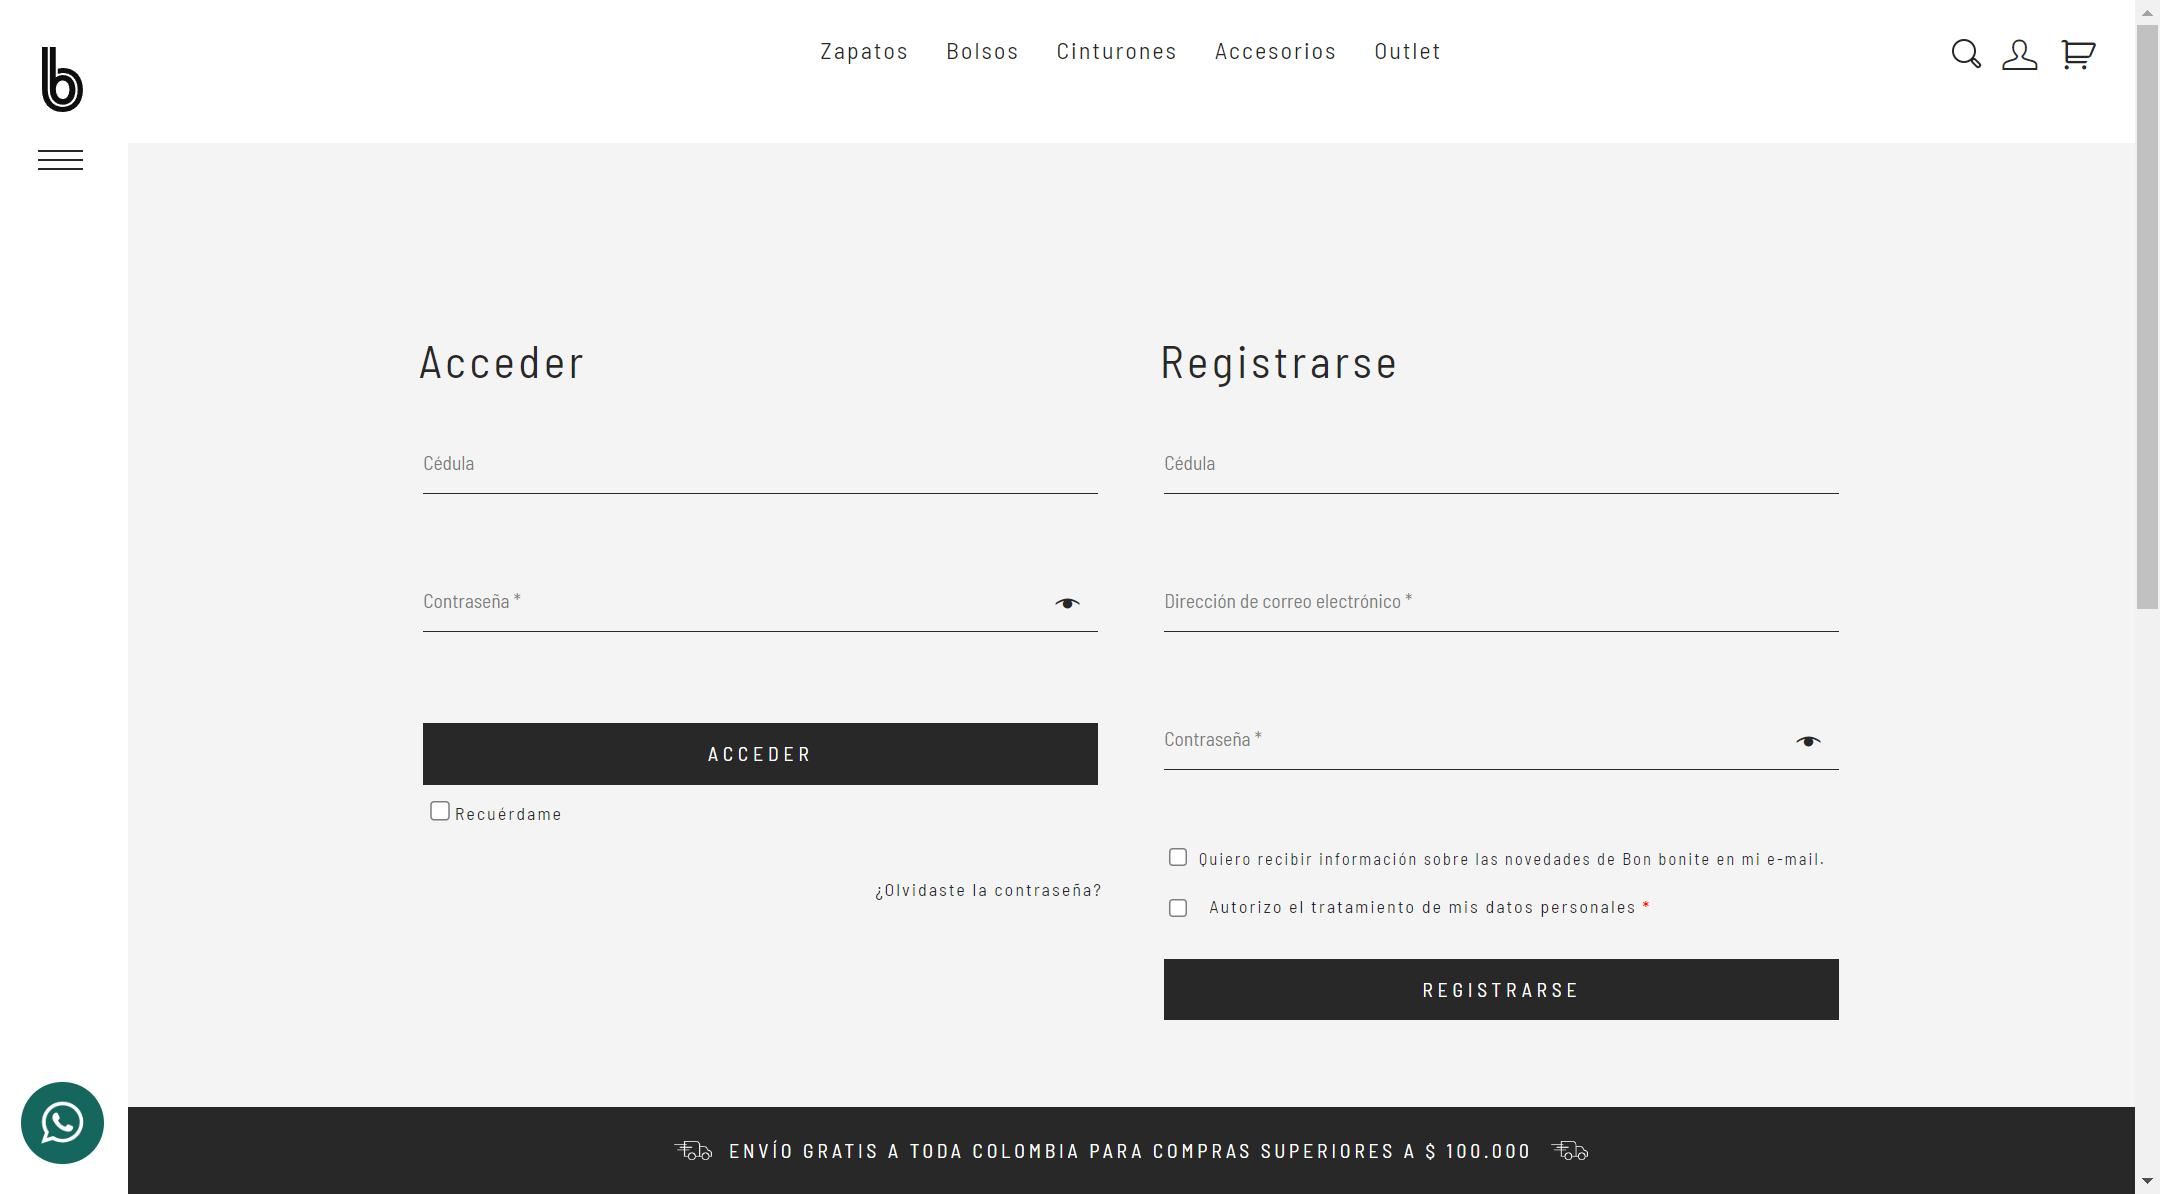 b
Zapatos Bolsos Cinturones Accesorios Outlet
Acceder
Cédula
Contraseña *
ACCEDER
Recuérdame
¿Olvidaste la contraseña?
Registrarse
Cédula
Dirección de correo electrónico *
Contraseña *
Quiero recibir información sobre las novedades de Bon bonite en mi e-mail.
Autorizo el tratamiento de mis datos personales *
REGISTRARSE
ENVÍO GRATIS A TODA COLOMBIA PARA COMPRAS SUPERIORES A $ 100.000